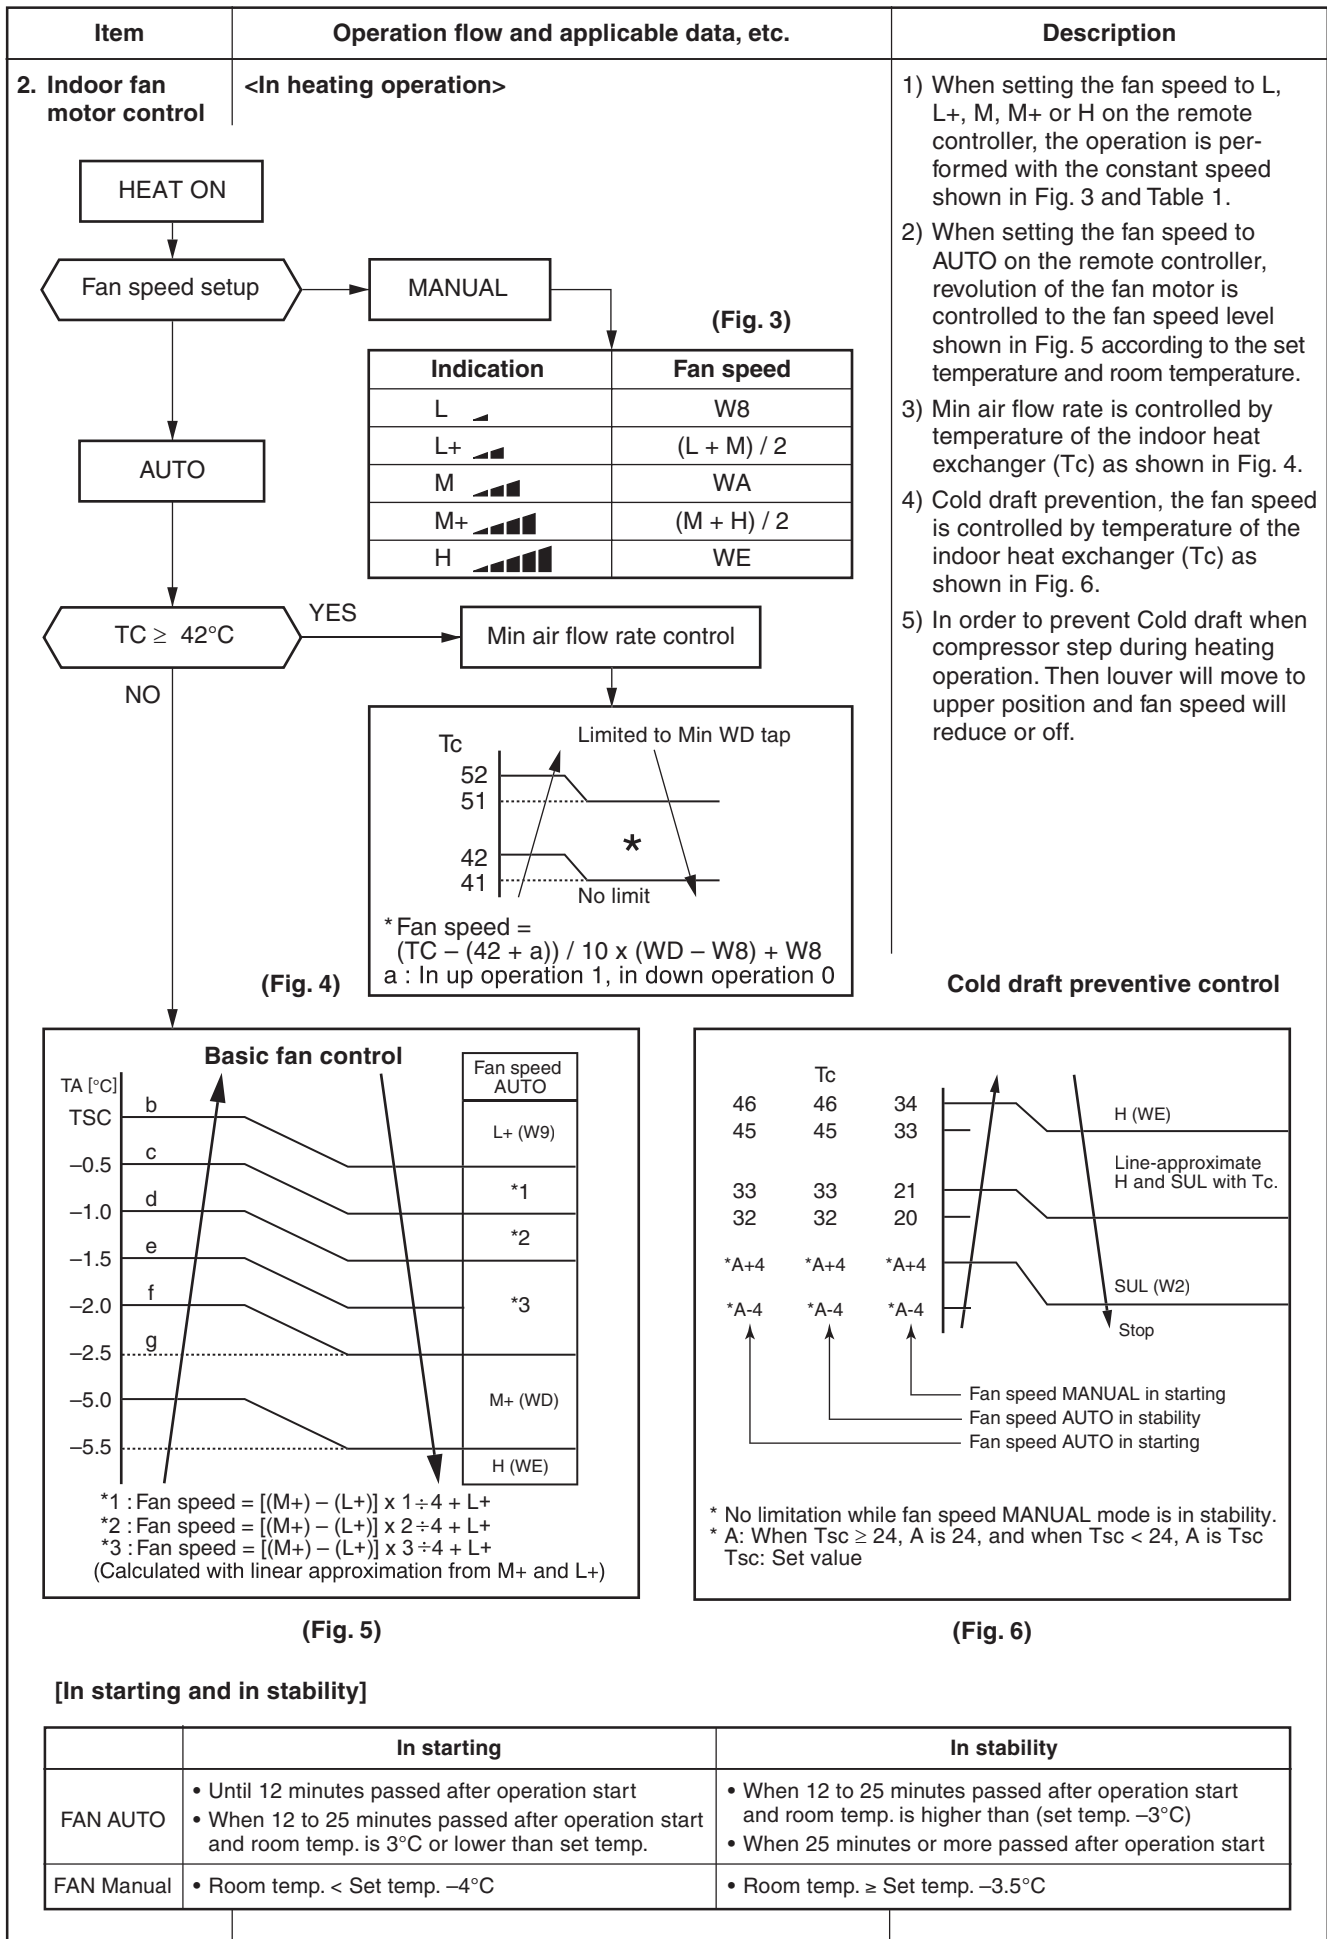 Item
Operation flow and applicable data, etc.
Description
2. Indoor fan
motor control
<In heating operation>
HEAT ON
Fan speed setup
MANUAL
(Fig. 3)
Indication
Fan speed
L
W8
L+
(L + M) / 2
M
WA
M+
(M + H) / 2
H
WE
AUTO
TC ≥ 42°C
YES
NO
Min air flow rate control
Tc
Limited to Min WD tap
52
51
*
42
41
No limit
* Fan speed =
(TC – (42 + a)) / 10 x (WD – W8) + W8
a : In up operation 1, in down operation 0
(Fig. 4)
1) When setting the fan speed to L,
L+, M, M+ or H on the remote
controller, the operation is per-
formed with the constant speed
shown in Fig. 3 and Table 1.
2) When setting the fan speed to
AUTO on the remote controller,
revolution of the fan motor is
controlled to the fan speed level
shown in Fig. 5 according to the set
temperature and room temperature.
3) Min air flow rate is controlled by
temperature of the indoor heat
exchanger (Tc) as shown in Fig. 4.
4) Cold draft prevention, the fan speed
is controlled by temperature of the
indoor heat exchanger (Tc) as
shown in Fig. 6.
5) In order to prevent Cold draft when
compressor step during heating
operation. Then louver will move to
upper position and fan speed will
reduce or off.
Basic fan control
TA [°C]
Fan speed
AUTO
TSC
b
L+ (W9)
–0.5
c
*1
–1.0
d
*2
–1.5
e
*3
–2.0
f
–2.5
g
–5.0
M+ (WD)
–5.5
H (WE)
*1 : Fan speed = [(M+) – (L+)] x 1÷4 + L+
*2 : Fan speed = [(M+) – (L+)] x 2÷4 + L+
*3 : Fan speed = [(M+) – (L+)] x 3÷4 + L+
(Calculated with linear approximation from M+ and L+)
(Fig. 5)
Cold draft preventive control
Tc
46 46 34
45 45 33
H (WE)
Line-approximate
H and SUL with Tc.
33 33 21
32 32 20
*A+4 *A+4 *A+4
SUL (W2)
*A-4 *A-4 *A-4
Stop
Fan speed MANUAL in starting
Fan speed AUTO in stability
Fan speed AUTO in starting
* No limitation while fan speed MANUAL mode is in stability.
* A: When Tsc ≥ 24, A is 24, and when Tsc < 24, A is Tsc
Tsc: Set value
(Fig. 6)
[In starting and in stability]
In starting
In stability
FAN AUTO
• Until 12 minutes passed after operation start
• When 12 to 25 minutes passed after operation start
and room temp. is 3°C or lower than set temp.
• When 12 to 25 minutes passed after operation start
and room temp. is higher than (set temp. –3°C)
• When 25 minutes or more passed after operation start
FAN Manual
• Room temp. < Set temp. –4°C
• Room temp. ≥ Set temp. –3.5°C